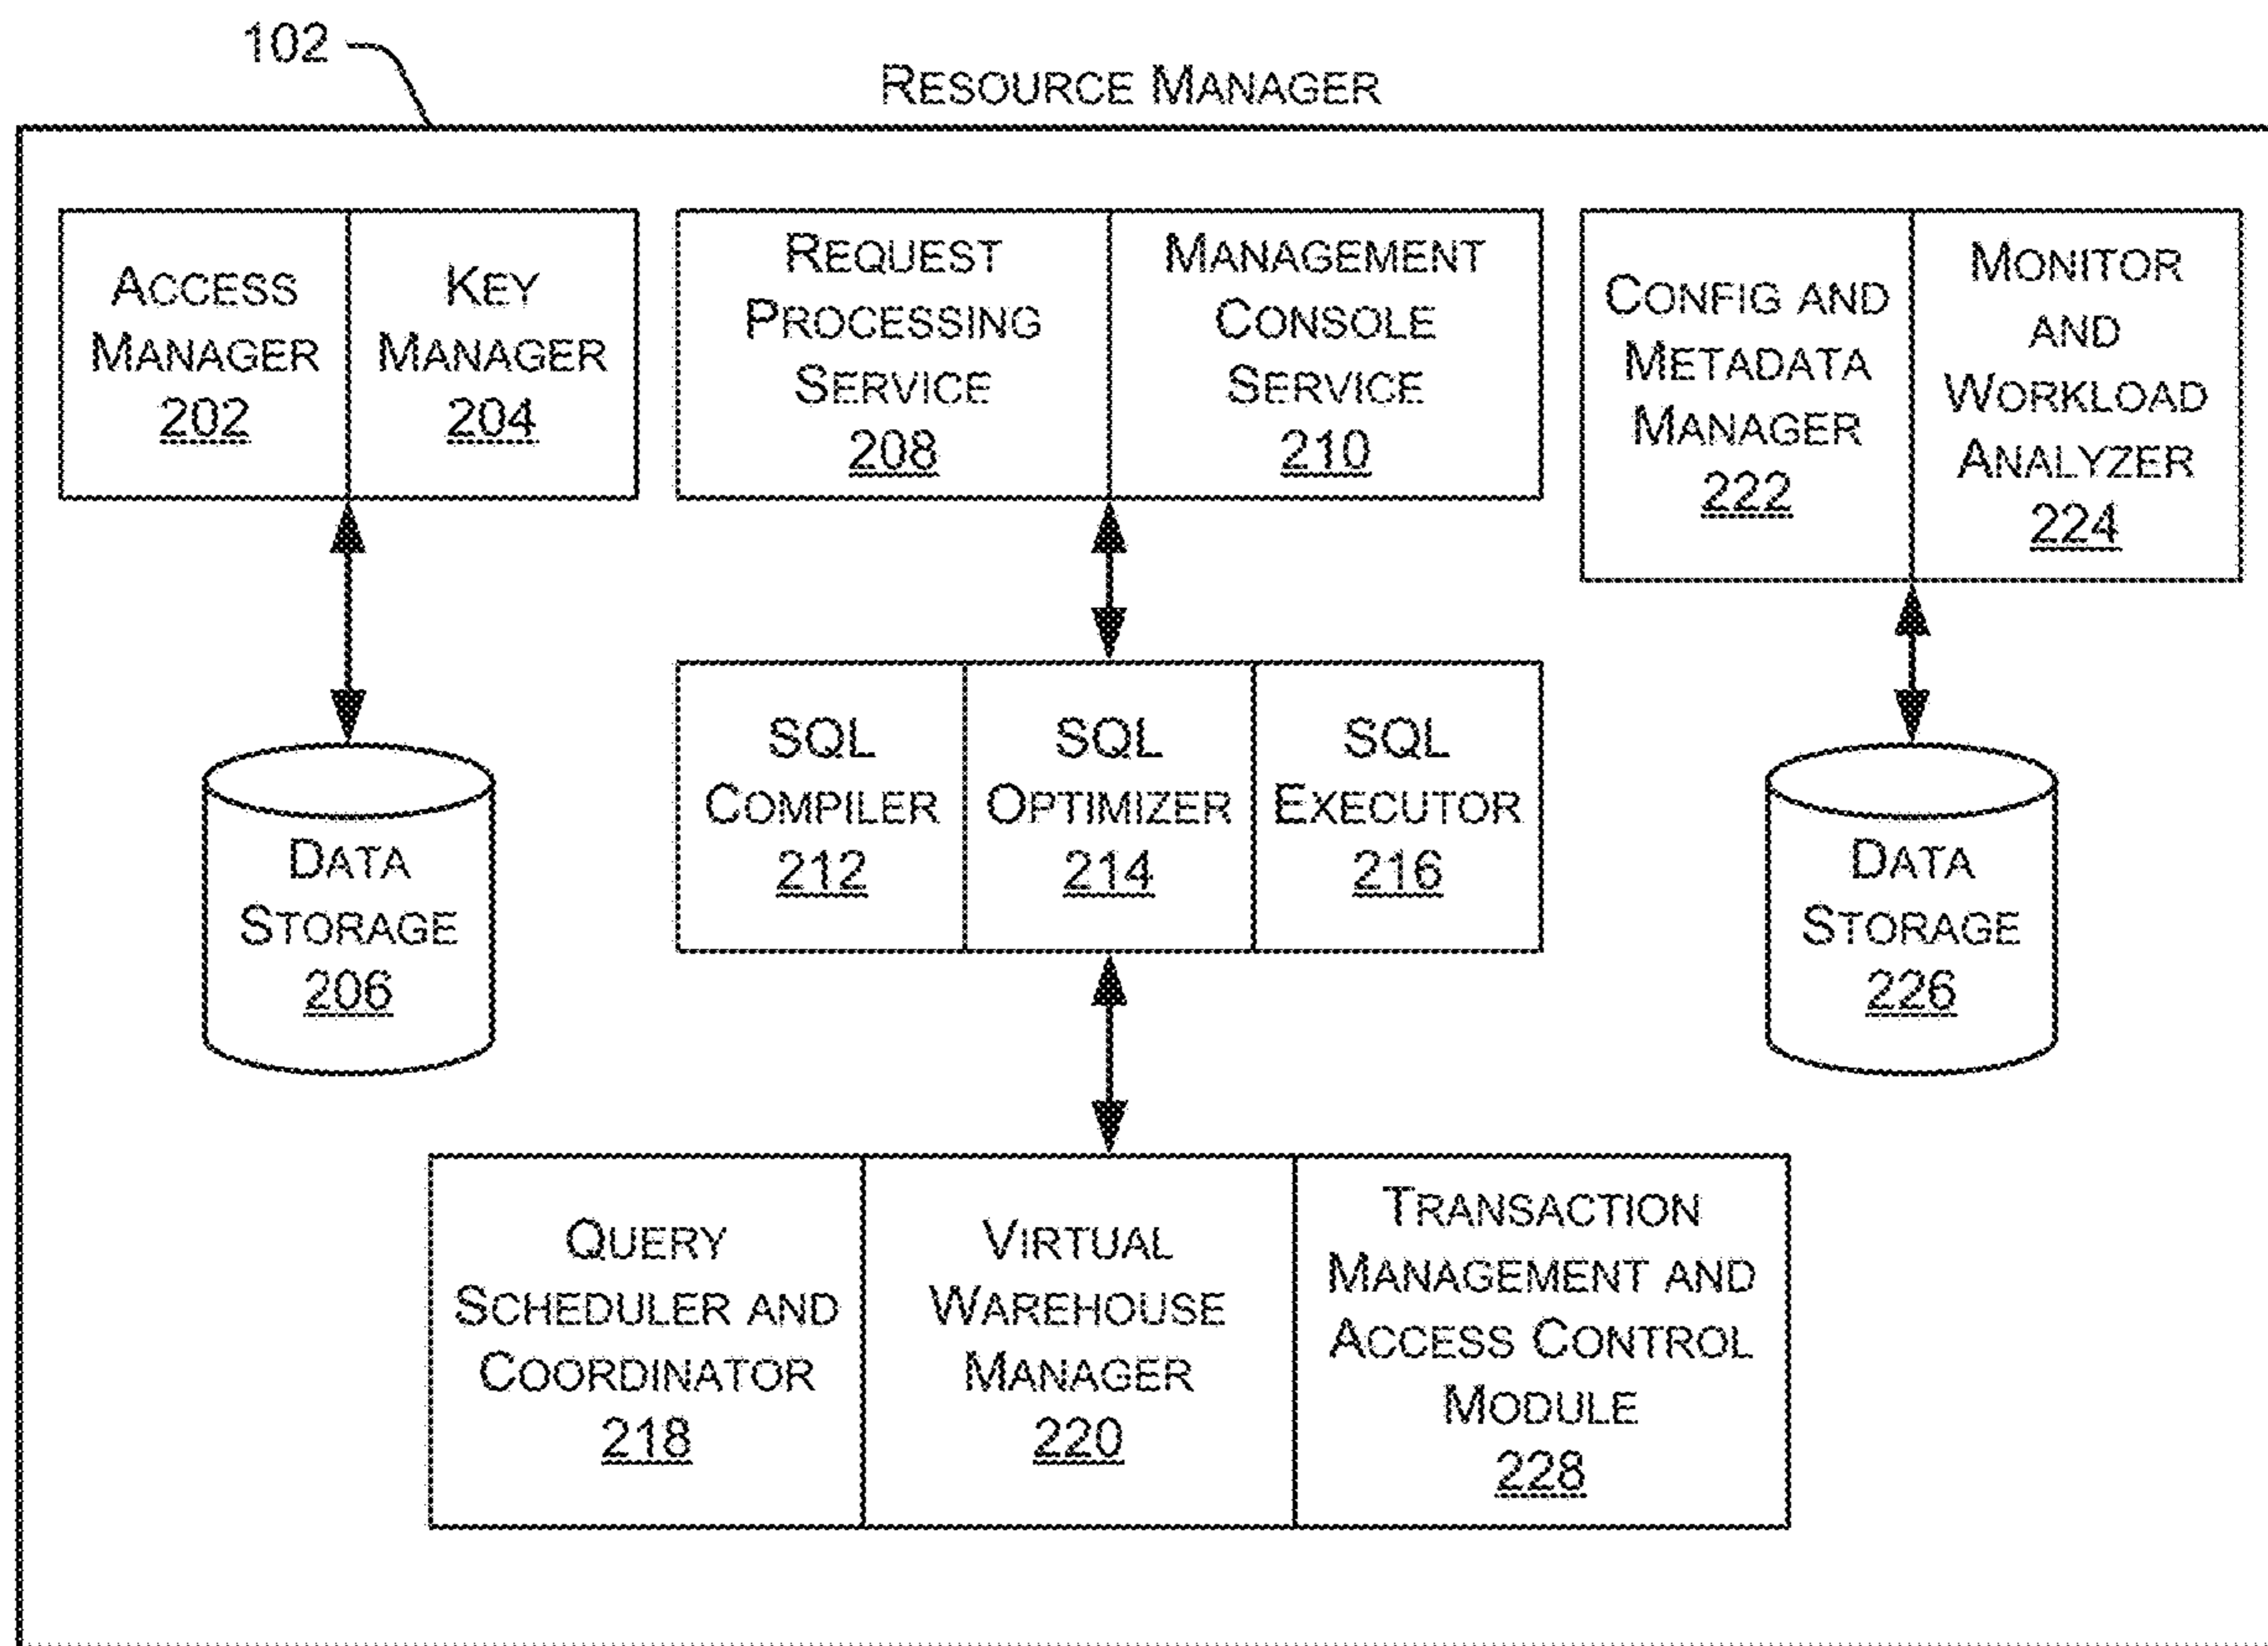 102
RESOURCE MANAGER
ACCESS
MANAGER
202
KEY
MANAGER
204
REQUEST
PROCESSING
SERVICE
208
MANAGEMENT
CONSOLE
SERVICE
210
CONFIG AND
METADATA
MANAGER
222
MONITOR
AND
WORKLOAD
ANALYZER
224
DATA
STORAGE
206
SQL
COMPILER
212
SQL
OPTIMIZER
214
SQL
EXECUTOR
216
DATA
STORAGE
226
QUERY
SCHEDULER AND
COORDINATOR
218
VIRTUAL
WAREHOUSE
MANAGER
220
TRANSACTION
MANAGEMENT AND
ACCESS CONTROL
MODULE
228